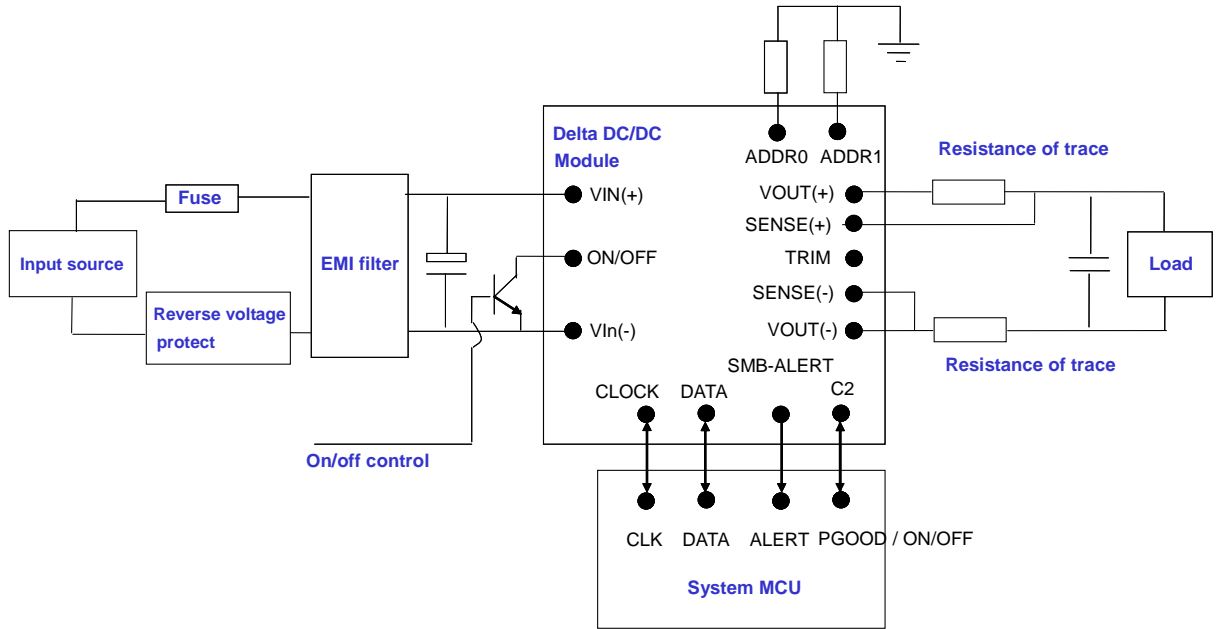 Delta DC/DC
Module
ADDR0 ADDR1
Resistance of trace
Fuse
VIN(+)
VOUT(+)
SENSE(+)
Input source
EMI filter
ON/OFF
TRIM
Load
SENSE(-)
Reverse voltage
protect
VIn(-)
VOUT(-)
Resistance of trace
SMB-ALERT
CLOCK DATA C2
On/off control
CLK DATA ALERT PGOOD / ON/OFF
System MCU